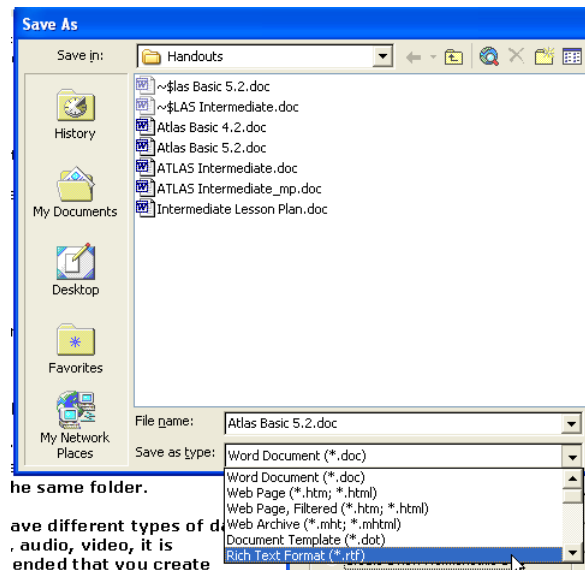 Save As
Save in:
Handouts
History
My Documents
Desktop
Favorites
My Network
Places
~$las Basic 5.2.doc
~$LAS Intermediate.doc
Atlas Basic 4.2.doc
Atlas Basic 5.2.doc
ATLAS Intermediate.doc
ATLAS Intermediate_mp.doc
Intermediate Lesson Plan.doc
File name:
Atlas Basic 5.2.doc
Save as type:
Word Document (*.doc)
Word Document (*.doc)
Web Page (*.htm; *.html)
Web Page, Filtered (*.htm; *.html)
Web Archive (*.mht; *.mhtml)
Document Template (*.dot)
Rich Text Format (*.rtf)
he same folder.
ave different types of da
, audio, video, it is
ended that you create